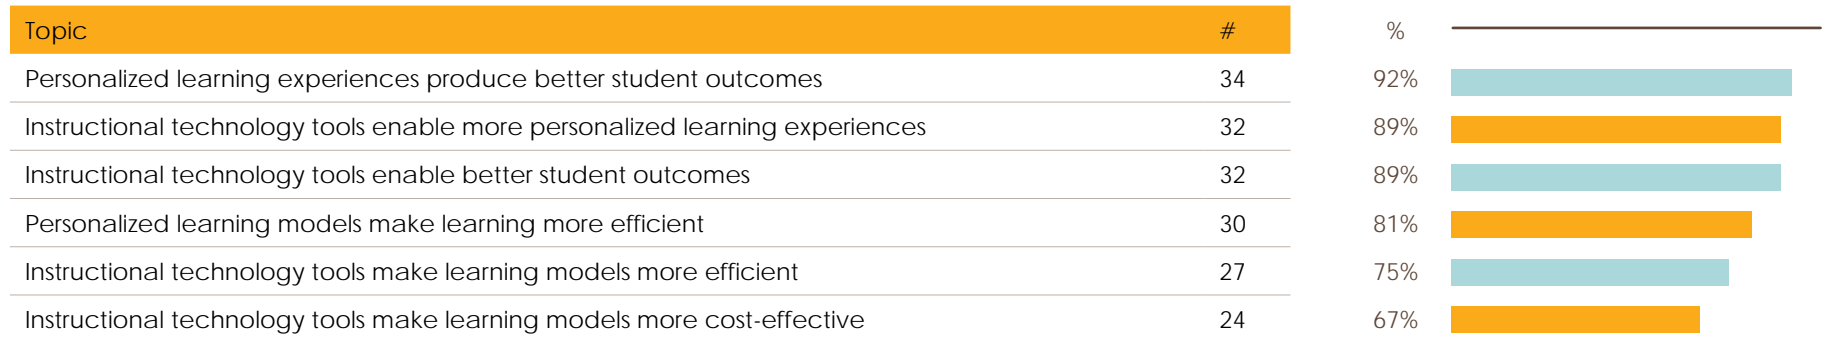 Topic # %
Personalized learning experiences produce better student outcomes 34 92%
Instructional technology tools enable more personalized learning experiences 32 89%
Instructional technology tools enable better student outcomes 32 89%
Personalized learning models make learning more efficient 30 81%
Instructional technology tools make learning models more efficient 27 75%
Instructional technology tools make learning models more cost-effective 24 67%